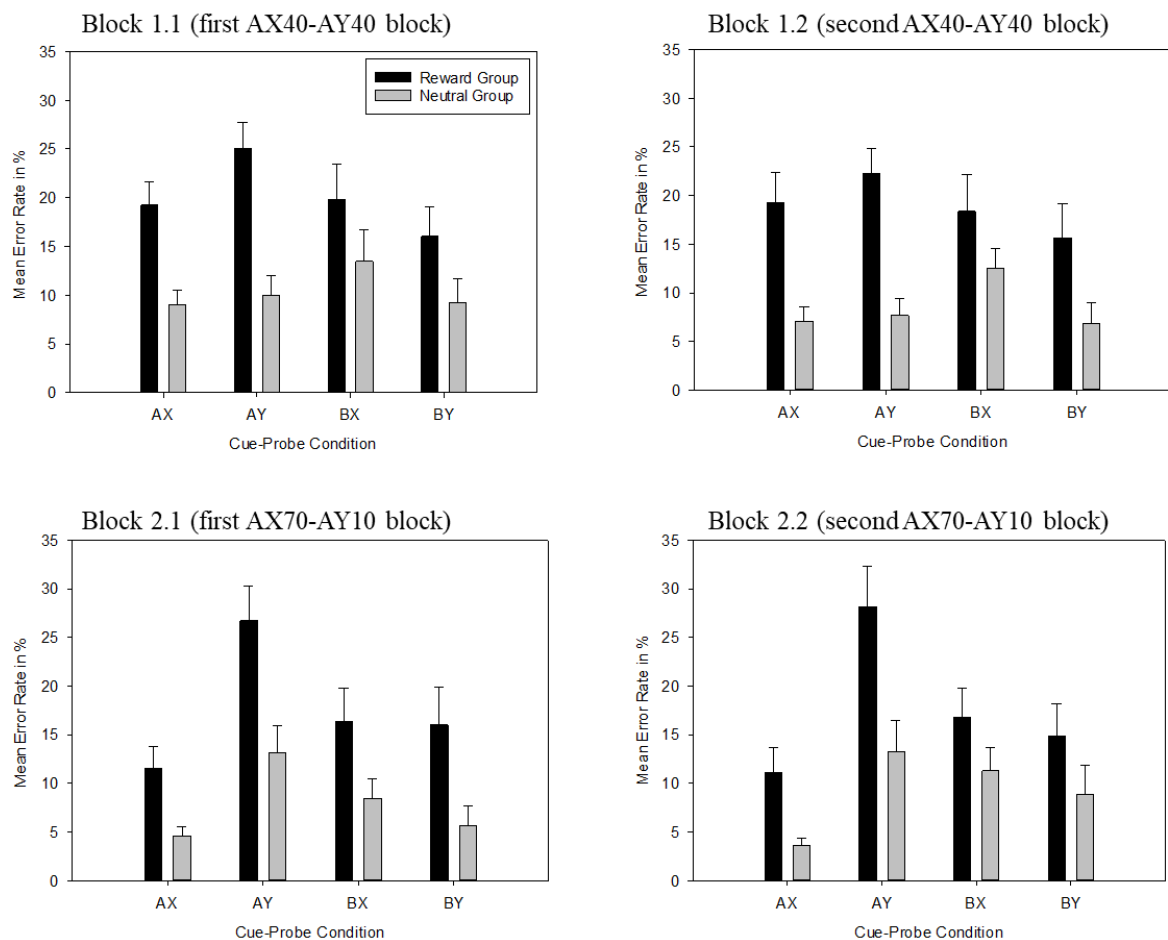 Block 1.1 (first AX40-AY40 block)
35
30
25
20
15
10
5
0
Mean Error Rate in %
Reward Group
Neutral Group
AX AY BX BY
Cue-Probe Condition
Block 1.2 (second AX40-AY40 block)
35
30
25
20
15
10
5
0
Mean Error Rate in %
AX AY BX BY
Cue-Probe Condition
Block 2.1 (first AX70-AY10 block)
35
30
25
20
15
10
5
0
Mean Error Rate in %
AX AY BX BY
Cue-Probe Condition
Block 2.2 (second AX70-AY10 block)
35
30
25
20
15
10
5
0
Mean Error Rate in %
AX AY BX BY
Cue-Probe Condition